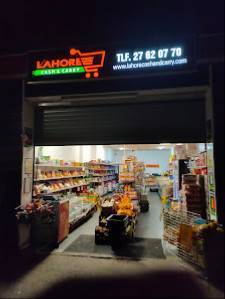 LAHORE
CASH & CARRY
TLF. 27 62 07 70
www.lahorecashandcarry.com